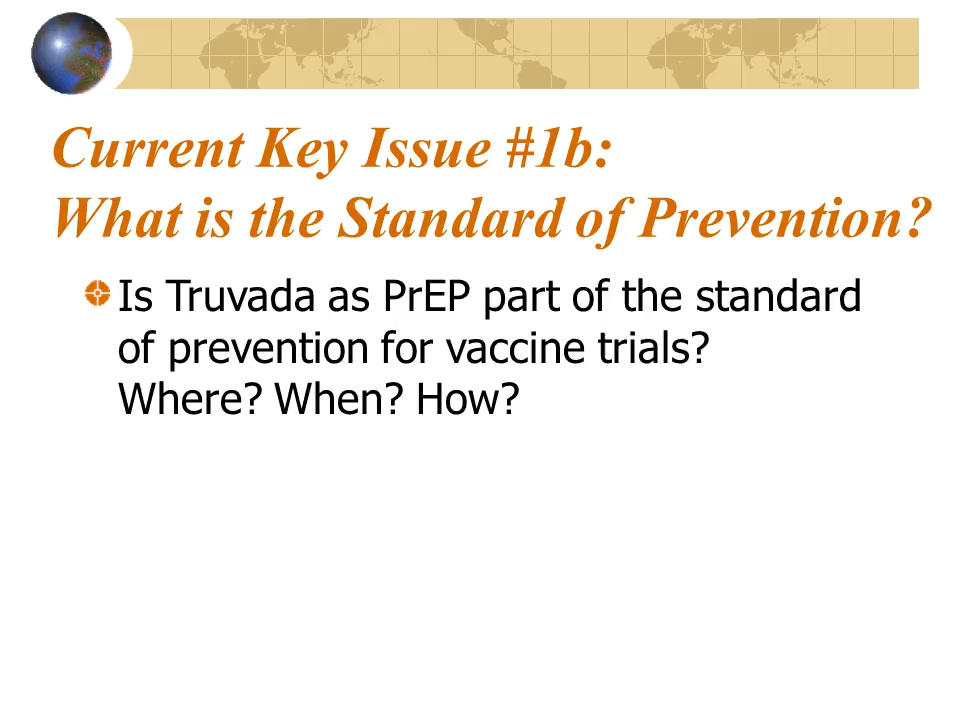 Current Key Issue #1b:
What is the Standard of Prevention?
Is Truvada as PrEP part of the standard
of prevention for vaccine trials?
Where? When? How?